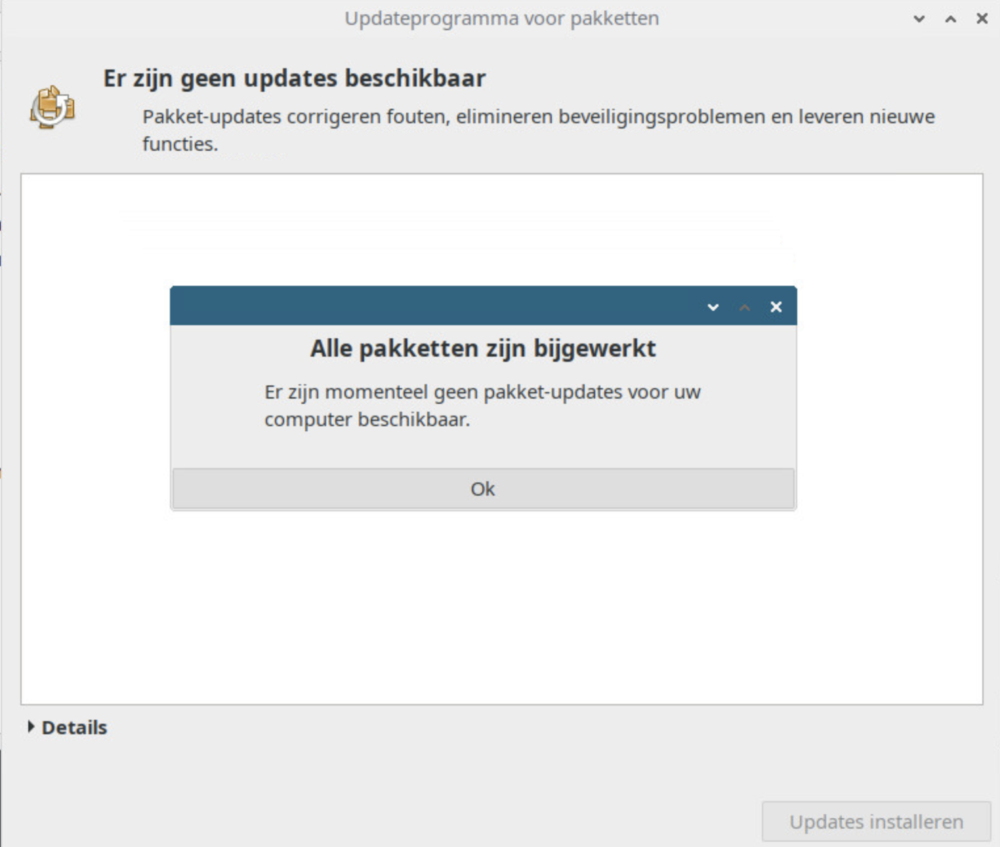 Updateprogramma voor pakketten
Er zijn geen updates beschikbaar
Pakket-updates corrigeren fouten, elimineren beveiligingsproblemen en leveren nieuwe
functies.
Alle pakketten zijn bijgewerkt
Er zijn momenteel geen pakket-updates voor uw
computer beschikbaar.
Ok
Details
Updates installeren